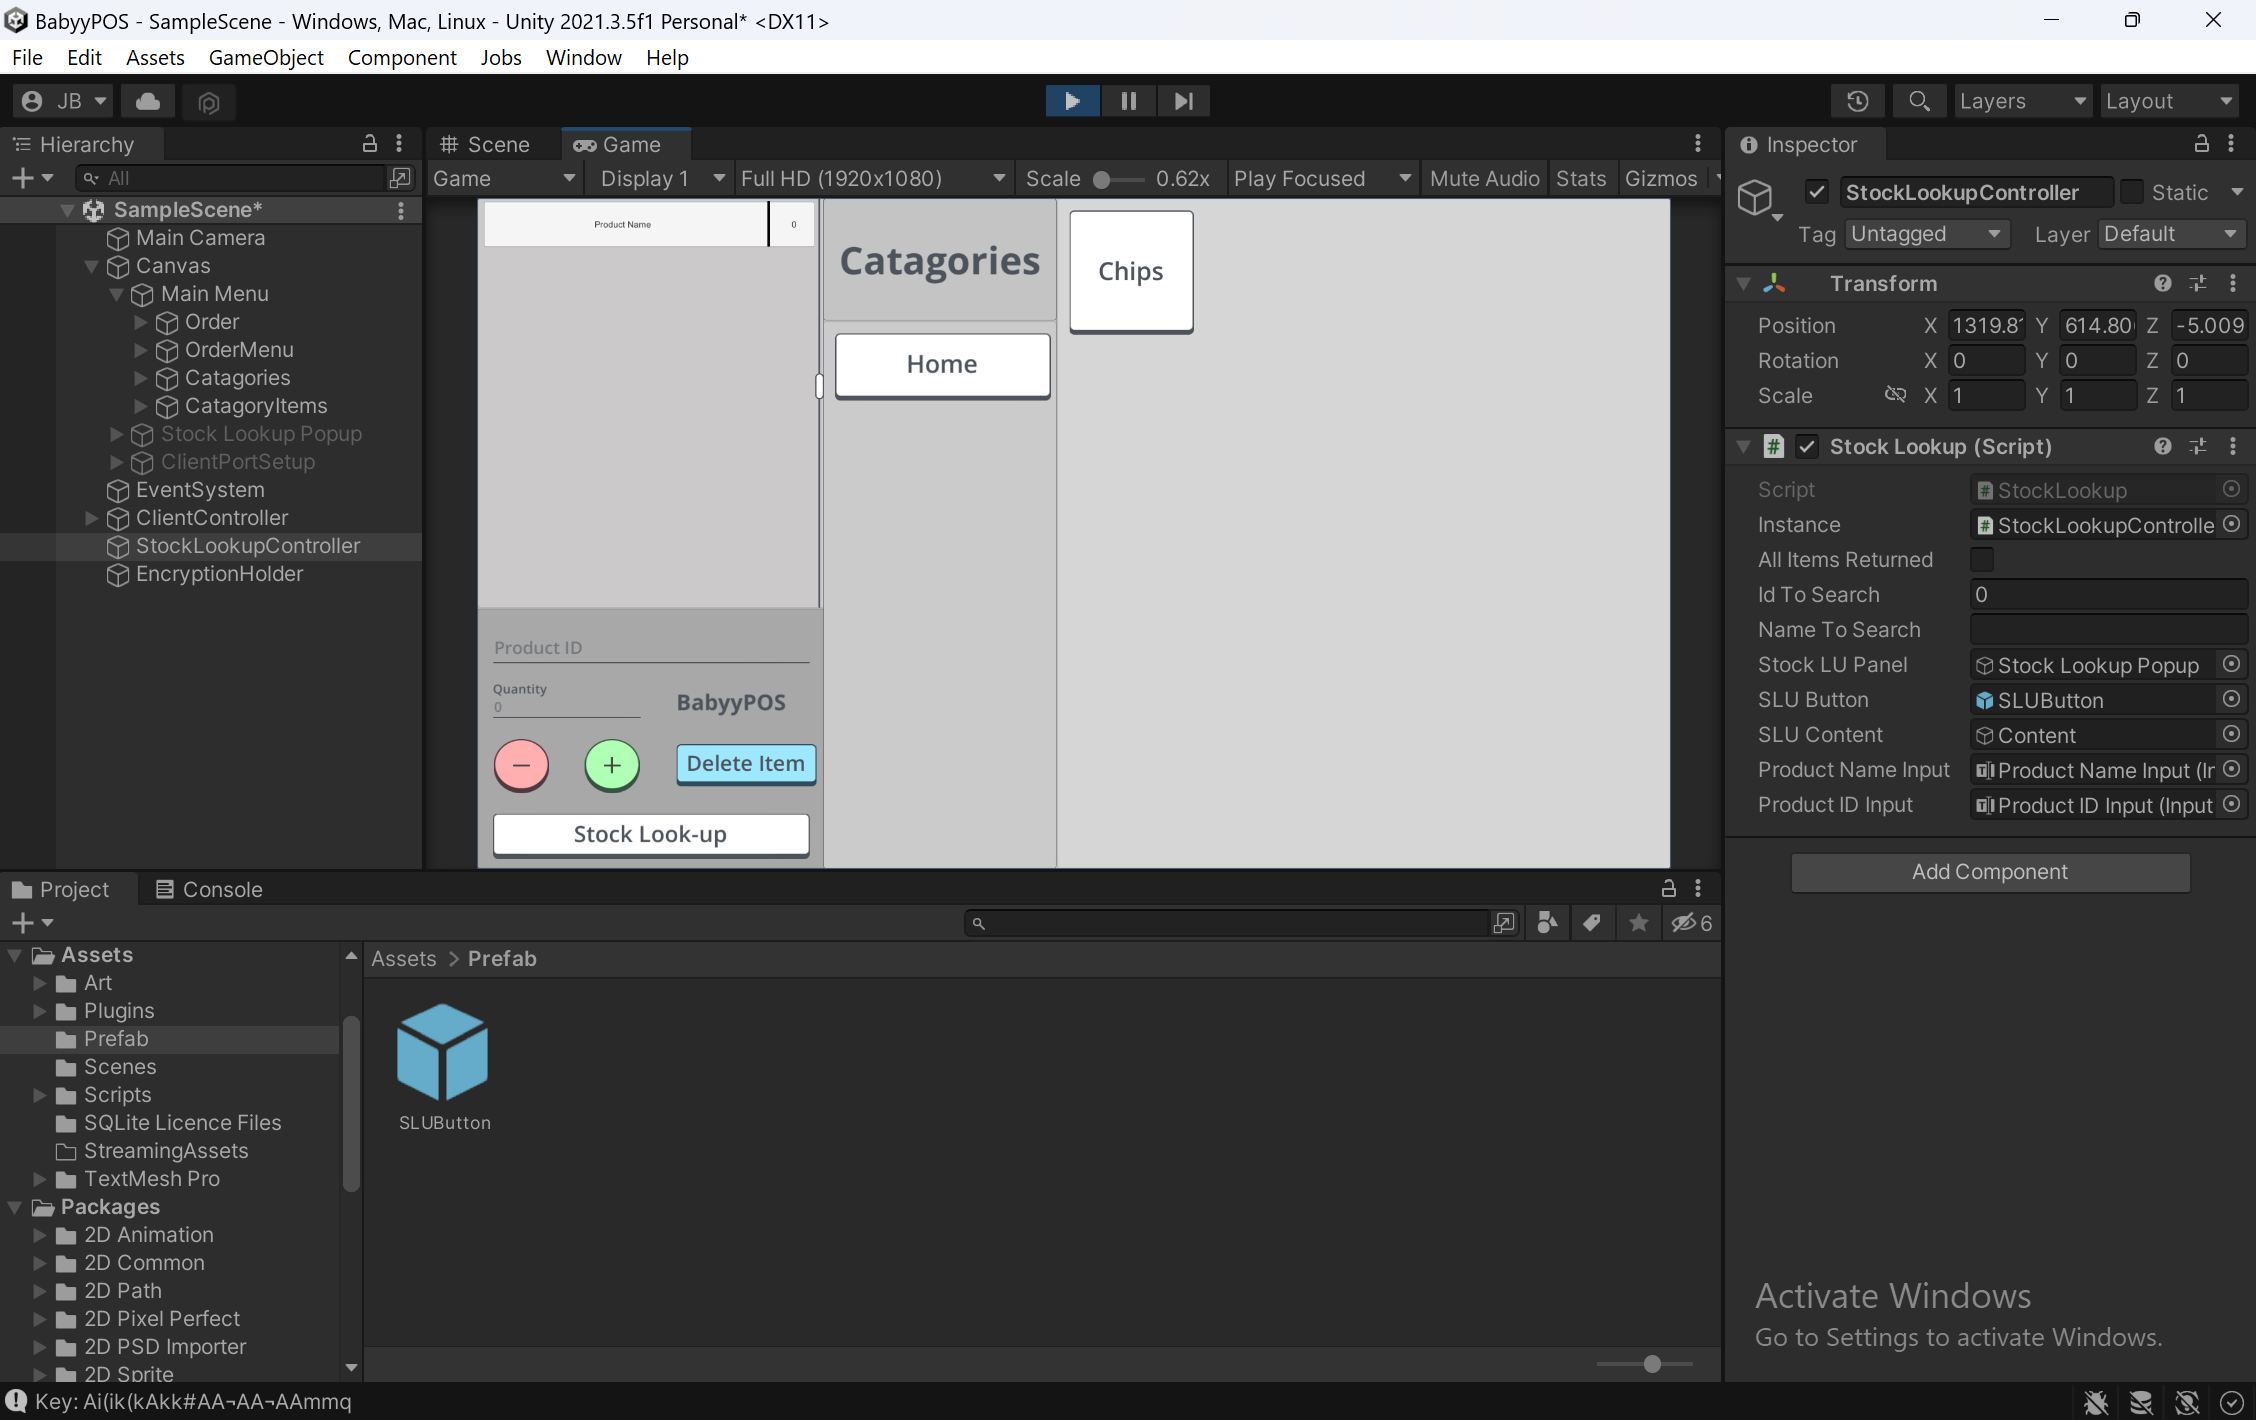 BabyyPOS - SampleScene - Windows, Mac, Linux - Unity 2021.3.5f1 Personal* <DX11>
File Edit Assets GameObject Component Jobs Window Help
JB
Layers Layout
Hierarchy
All
SampleScene*
Main Camera
Canvas
Main Menu
Order
OrderMenu
Catagories
CatagoryItems
Stock Lookup Popup
ClientPortSetup
EventSystem
ClientController
StockLookupController
EncryptionHolder
Scene Game
Game Display 1 Full HD (1920x1080) Scale 0.62x Play Focused Mute Audio Stats Gizmos
Product Name 0
Catagories
Home
Chips
Product ID
Quantity
0
BabyyPOS
− +
Delete Item
Stock Look-up
Inspector
StockLookupController Static
Tag Untagged Layer Default
Transform
Position X 1319.8 Y 614.80 Z -5.009
Rotation X 0 Y 0 Z 0
Scale X 1 Y 1 Z 1
# Stock Lookup (Script)
Script StockLookup
Instance StockLookupControlle
All Items Returned
Id To Search 0
Name To Search
Stock LU Panel Stock Lookup Popup
SLU Button SLUButton
SLU Content Content
Product Name Input Product Name Input (Ir
Product ID Input Product ID Input (Input
Add Component
Project Console
6
Assets
Art
Plugins
Prefab
Scenes
Scripts
SQLite Licence Files
StreamingAssets
TextMesh Pro
Packages
2D Animation
2D Common
2D Path
2D Pixel Perfect
2D PSD Importer
2D Sprite
Assets > Prefab
SLUButton
Activate Windows
Go to Settings to activate Windows.
Key: Ai(ik(kAkk#AA¬AA¬AAmmq